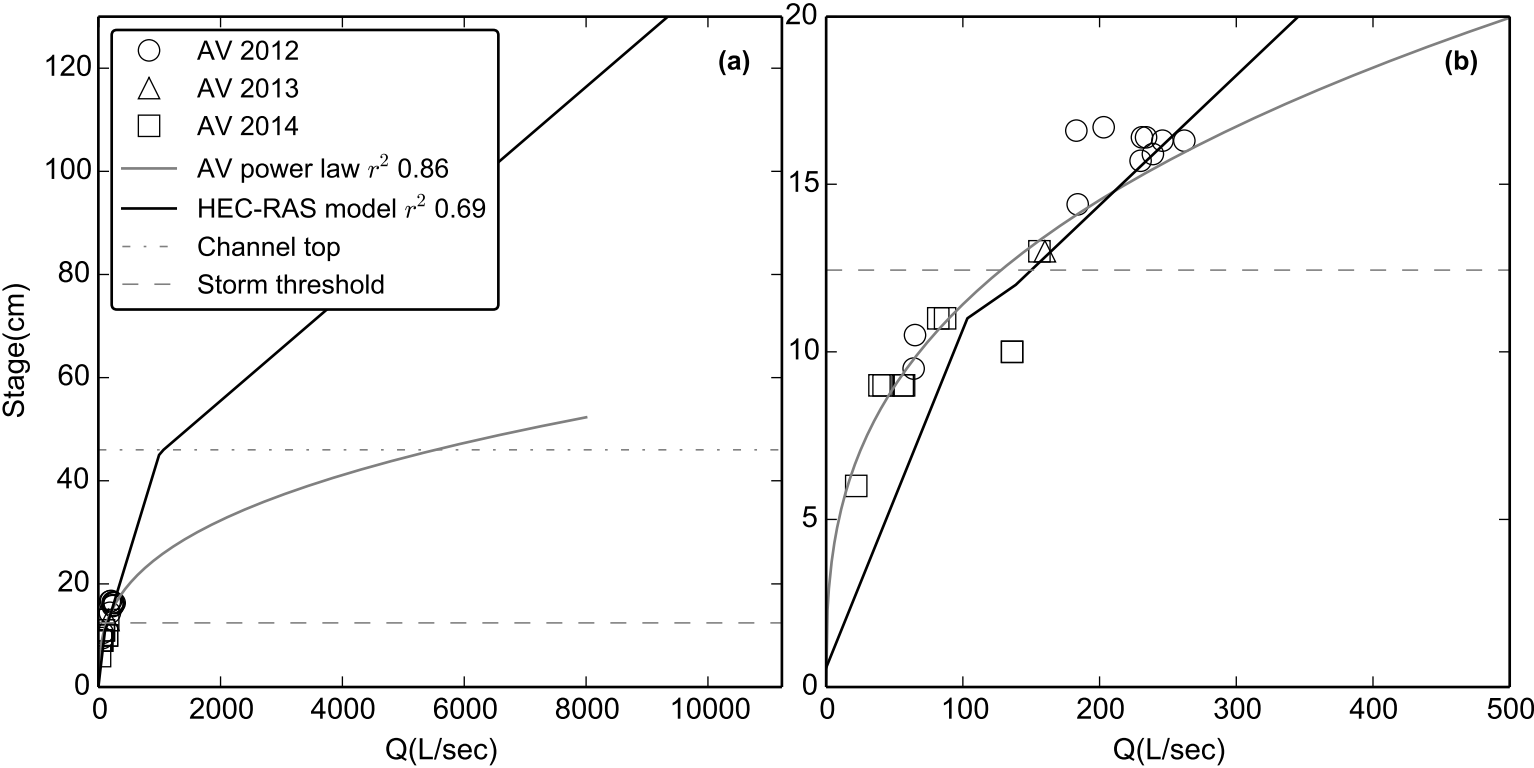 (a)
AV 2012
AV 2013
AV 2014
AV power law r² 0.86
HEC-RAS model r² 0.69
Channel top
Storm threshold
Stage(cm)
120
100
80
60
40
20
0
0 2000 4000 6000 8000 10000
Q(L/sec)
(b)
20
15
10
5
0
0 100 200 300 400 500
Q(L/sec)